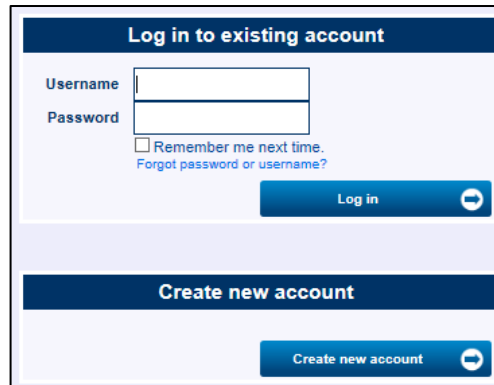 Log in to existing account
Username
Password
Remember me next time.
Forgot password or username?
Log in
Create new account
Create new account